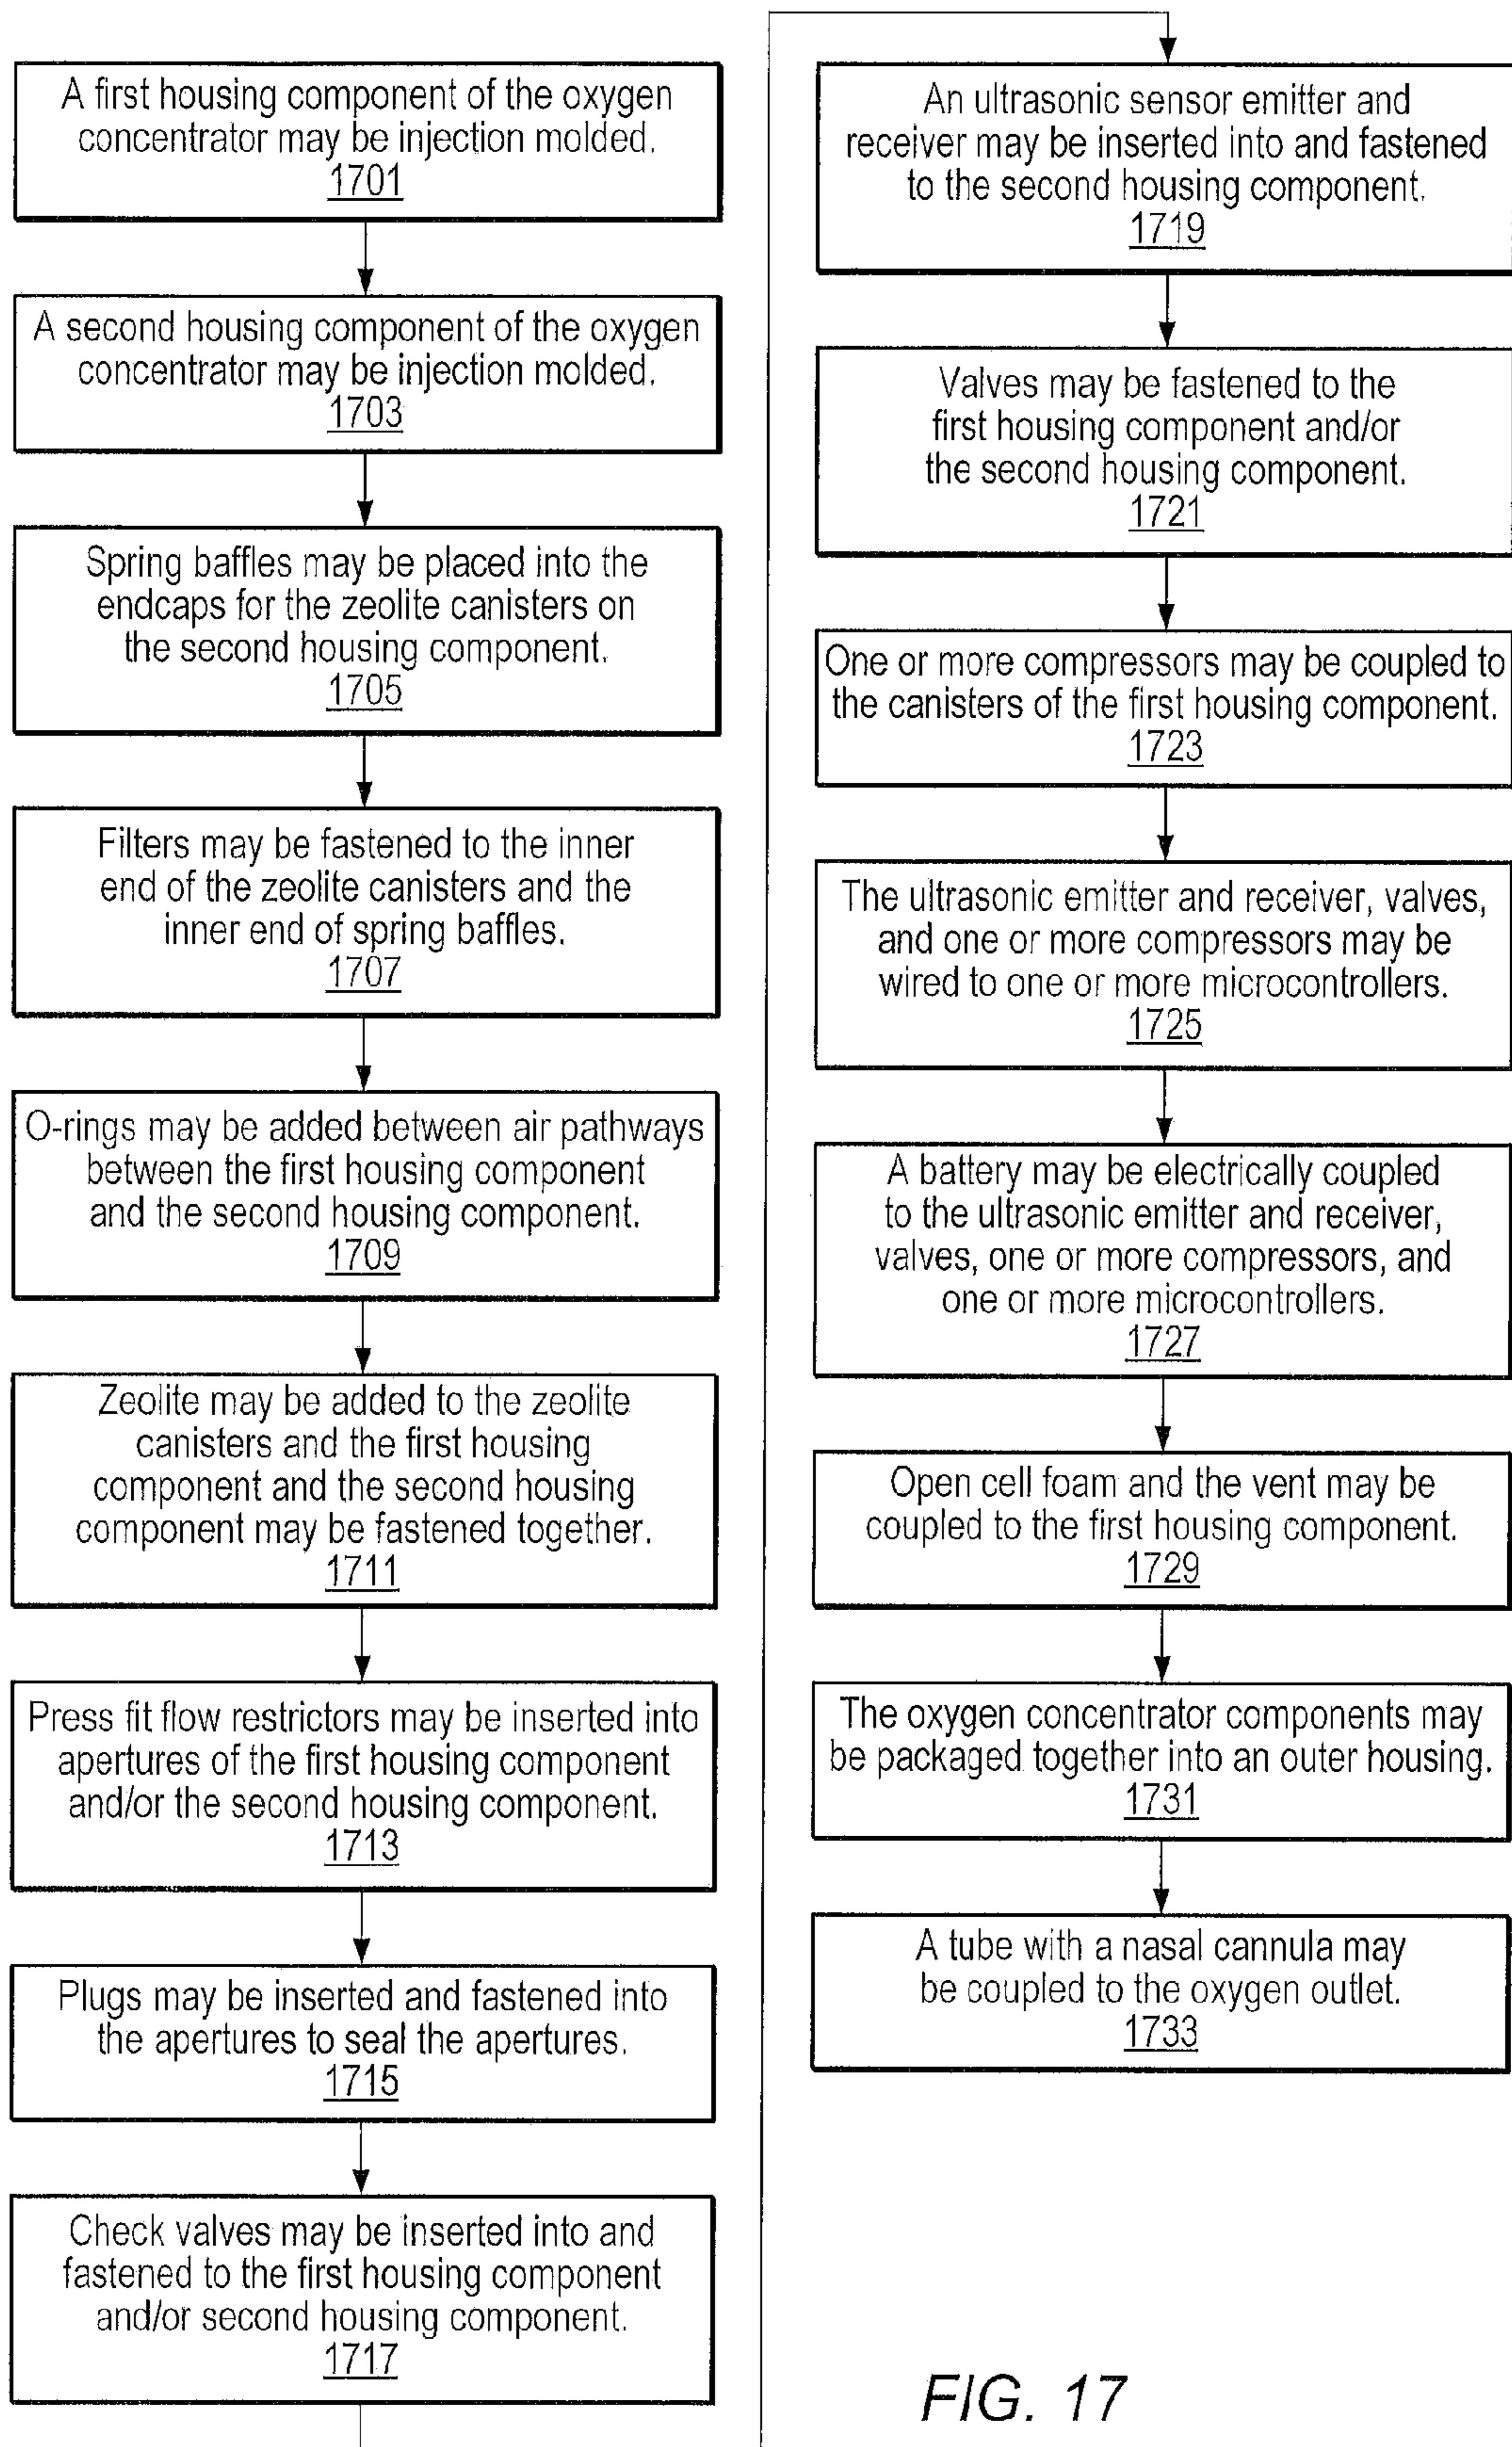 A first housing component of the oxygen
concentrator may be injection molded.
1701
A second housing component of the oxygen
concentrator may be injection molded.
1703
Spring baffles may be placed into the
endcaps for the zeolite canisters on
the second housing component.
1705
Filters may be fastened to the inner
end of the zeolite canisters and the
inner end of spring baffles.
1707
O-rings may be added between air pathways
between the first housing component
and the second housing component.
1709
Zeolite may be added to the zeolite
canisters and the first housing
component and the second housing
component may be fastened together.
1711
Press fit flow restrictors may be inserted into
apertures of the first housing component
and/or the second housing component.
1713
Plugs may be inserted and fastened into
the apertures to seal the apertures.
1715
Check valves may be inserted into and
fastened to the first housing component
and/or second housing component.
1717
An ultrasonic sensor emitter and
receiver may be inserted into and fastened
to the second housing component.
1719
Valves may be fastened to the
first housing component and/or
the second housing component.
1721
One or more compressors may be coupled to
the canisters of the first housing component.
1723
The ultrasonic emitter and receiver, valves,
and one or more compressors may be
wired to one or more microcontrollers.
1725
A battery may be electrically coupled
to the ultrasonic emitter and receiver,
valves, one or more compressors, and
one or more microcontrollers.
1727
Open cell foam and the vent may be
coupled to the first housing component.
1729
The oxygen concentrator components may
be packaged together into an outer housing.
1731
A tube with a nasal cannula may
be coupled to the oxygen outlet.
1733
FIG. 17